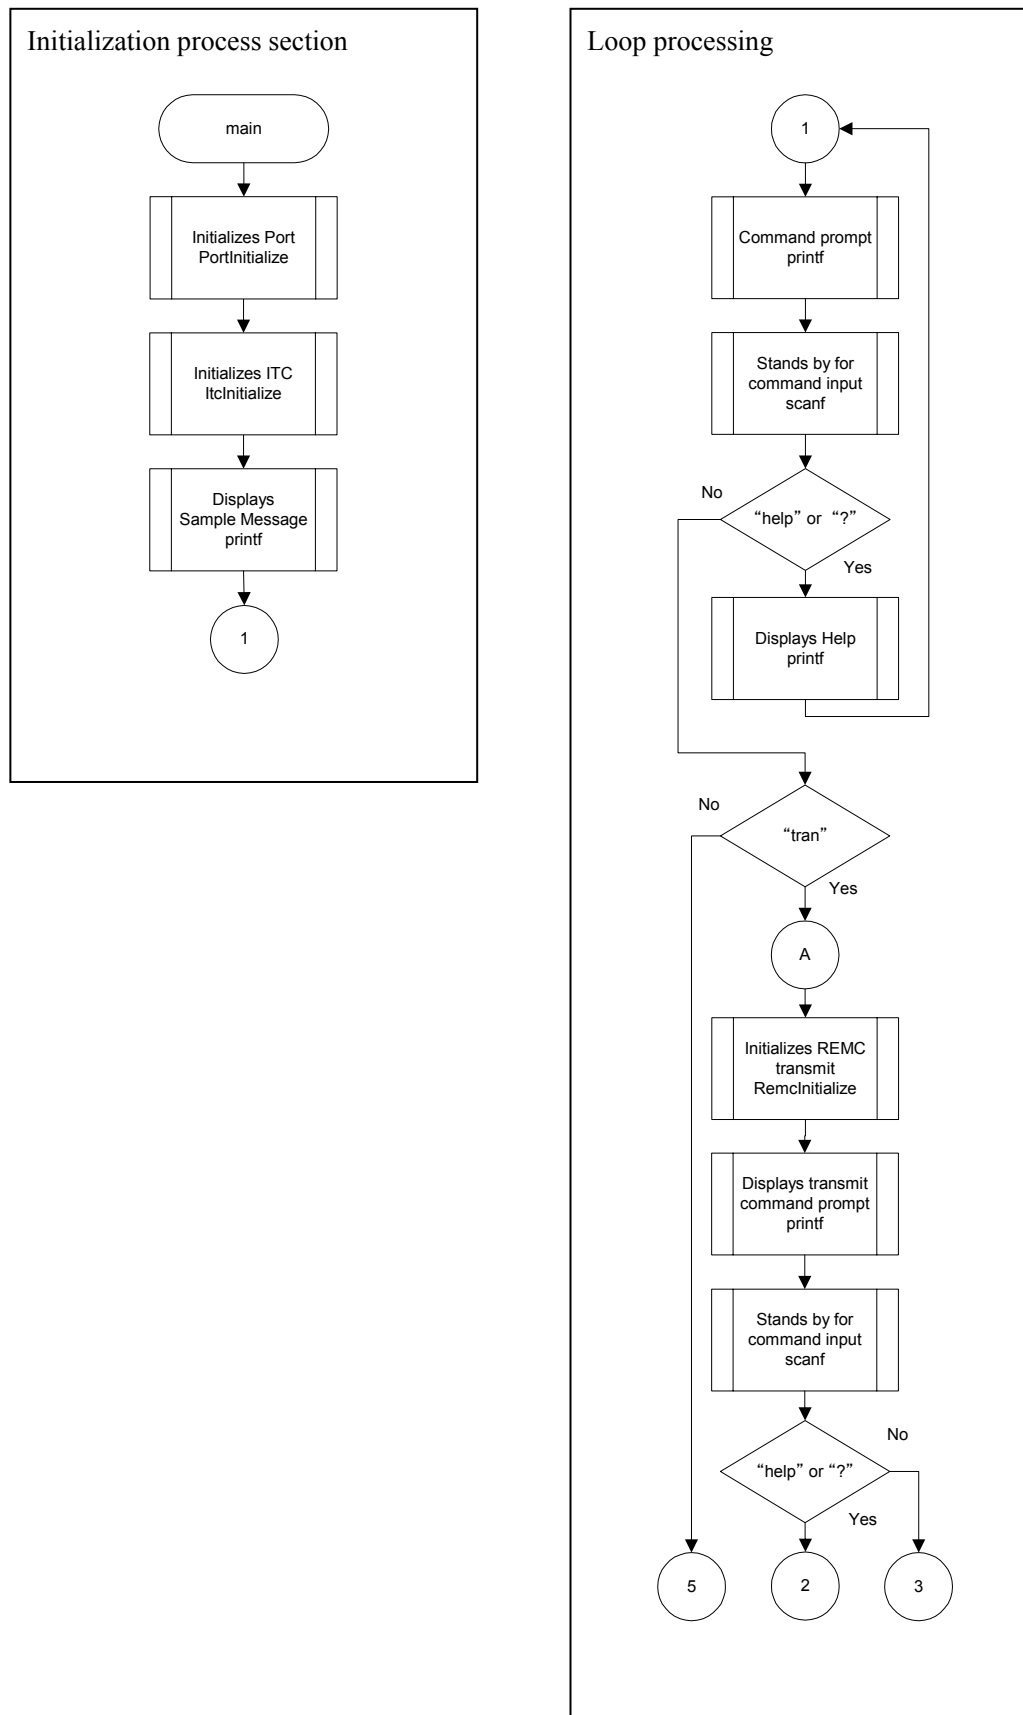 Initialization process section
main
Initializes Port
PortInitialize
Initializes ITC
ItcInitialize
Displays
Sample Message
printf
1
Loop processing
1
Command prompt
printf
Stands by for
command input
scanf
No
“help” or “?”
Yes
Displays Help
printf
No
“tran”
Yes
A
Initializes REMC
transmit
RemcInitialize
Displays transmit
command prompt
printf
Stands by for
command input
scanf
No
“help” or “?”
Yes
5
2
3